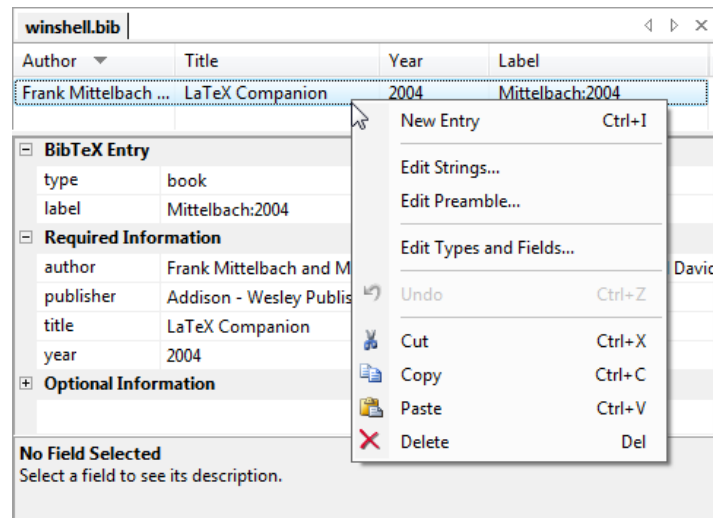 winshell.bib
Author Title Year Label
Frank Mittelbach ... LaTeX Companion 2004 Mittelbach:2004
New Entry Ctrl+I
BibTeX Entry
Edit Strings...
type book
Edit Preamble...
label Mittelbach:2004
Required Information
Edit Types and Fields...
author Frank Mittelbach and M David
publisher Addison - Wesley Publis
Undo Ctrl+Z
title LaTeX Companion
Cut Ctrl+X
year 2004
Copy Ctrl+C
Optional Information
Paste Ctrl+V
Delete Del
No Field Selected
Select a field to see its description.